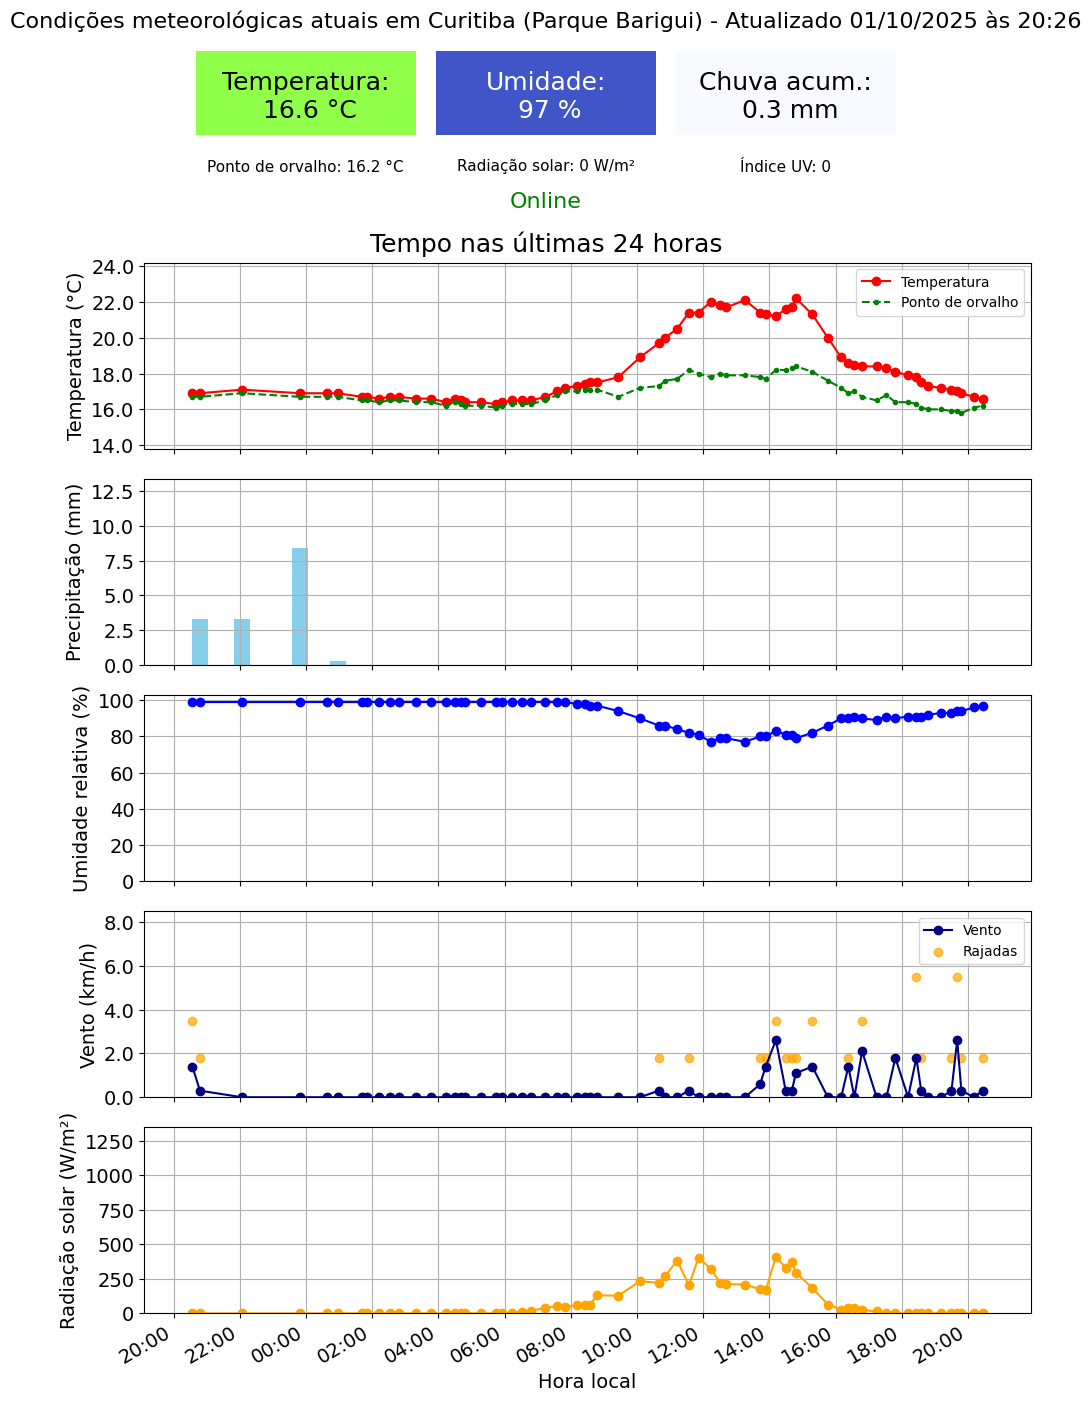 Condições meteorológicas atuais em Curitiba (Parque Barigui) - Atualizado 01/10/2025 às 20:26
Temperatura:
16.6 °C
Umidade:
97 %
Chuva acum.:
0.3 mm
Ponto de orvalho: 16.2 °C
Radiação solar: 0 W/m²
Índice UV: 0
Online
Tempo nas últimas 24 horas
Temperatura (°C)
24.0
22.0
20.0
18.0
16.0
14.0
Temperatura
Ponto de orvalho
Precipitação (mm)
12.5
10.0
7.5
5.0
2.5
0.0
Umidade relativa (%)
100
80
60
40
20
0
Vento (km/h)
8.0
6.0
4.0
2.0
0.0
Vento
Rajadas
Radiação solar (W/m²)
1250
1000
750
500
250
0
20:00
22:00
00:00
02:00
04:00
06:00
08:00
10:00
12:00
14:00
16:00
18:00
20:00
Hora local